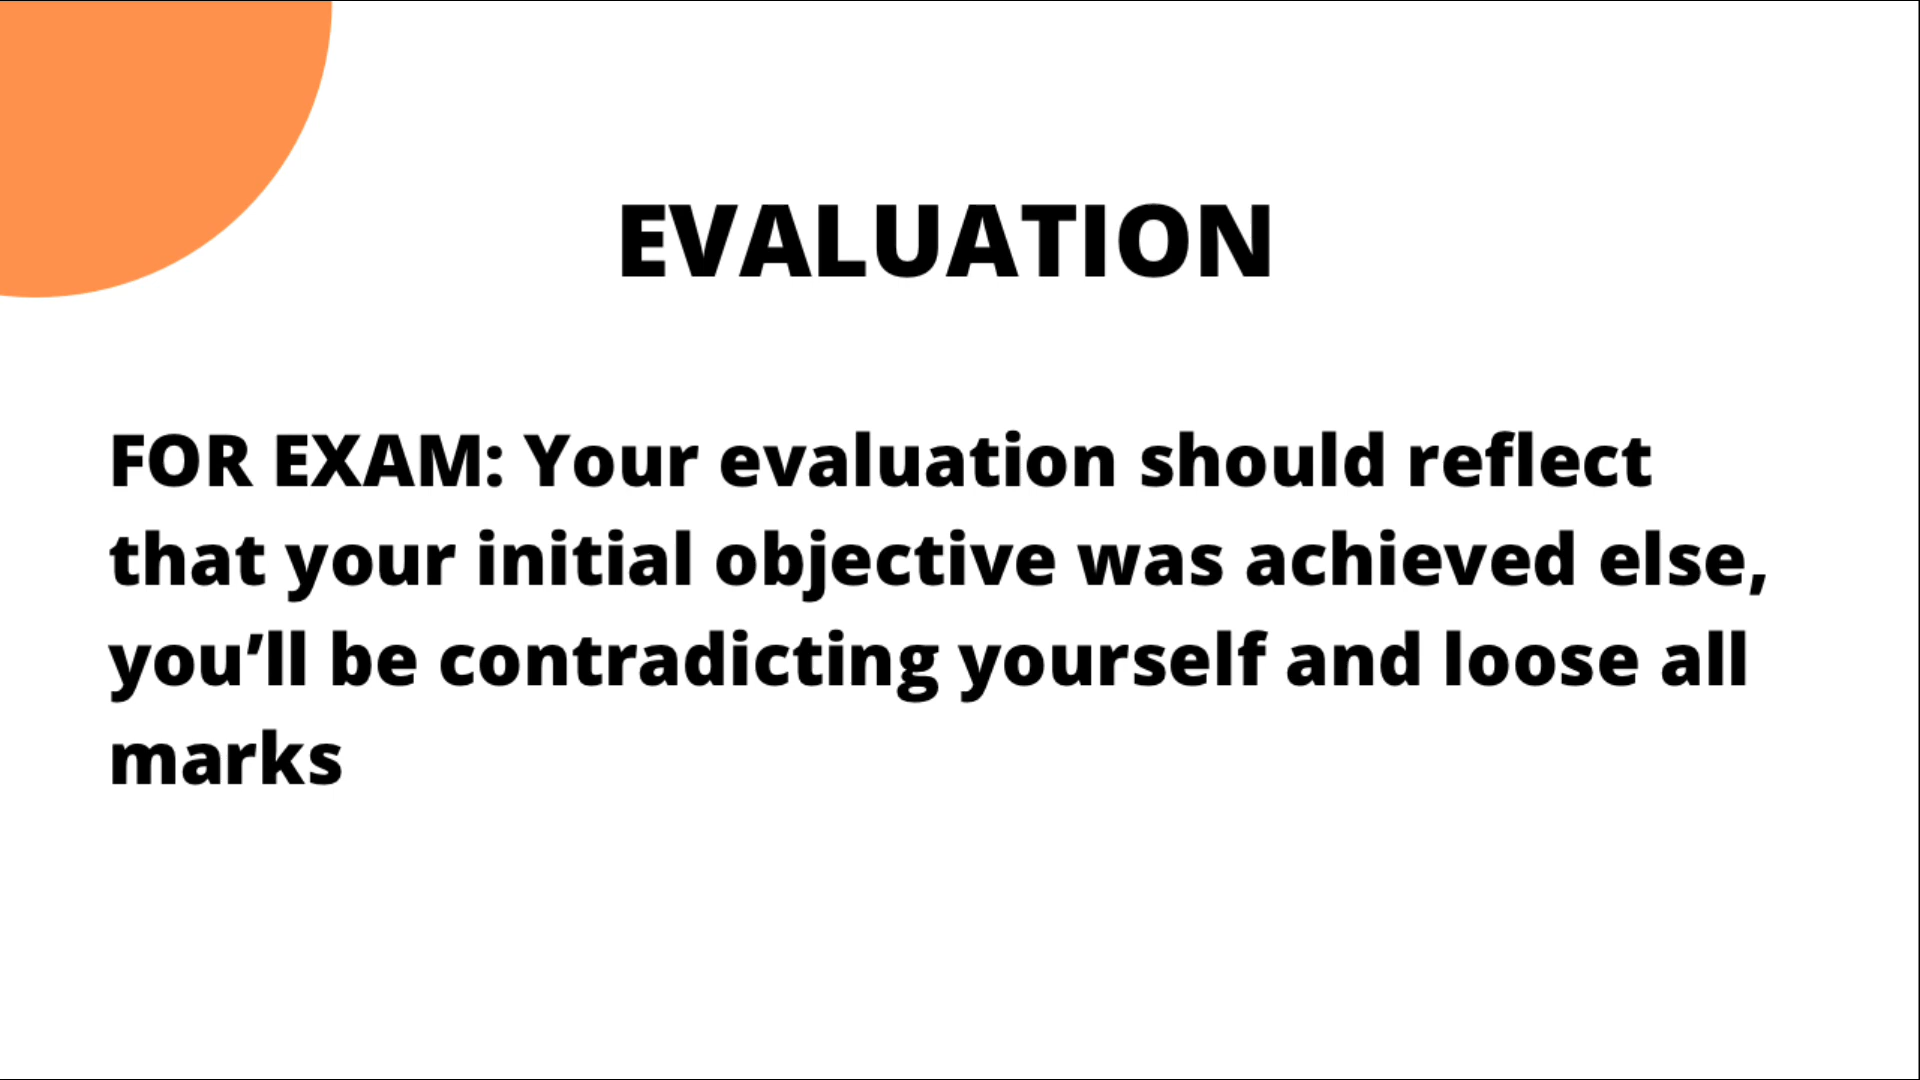 EVALUATION
FOR EXAM: Your evaluation should reflect
that your initial objective was achieved else,
you’ll be contradicting yourself and loose all
marks